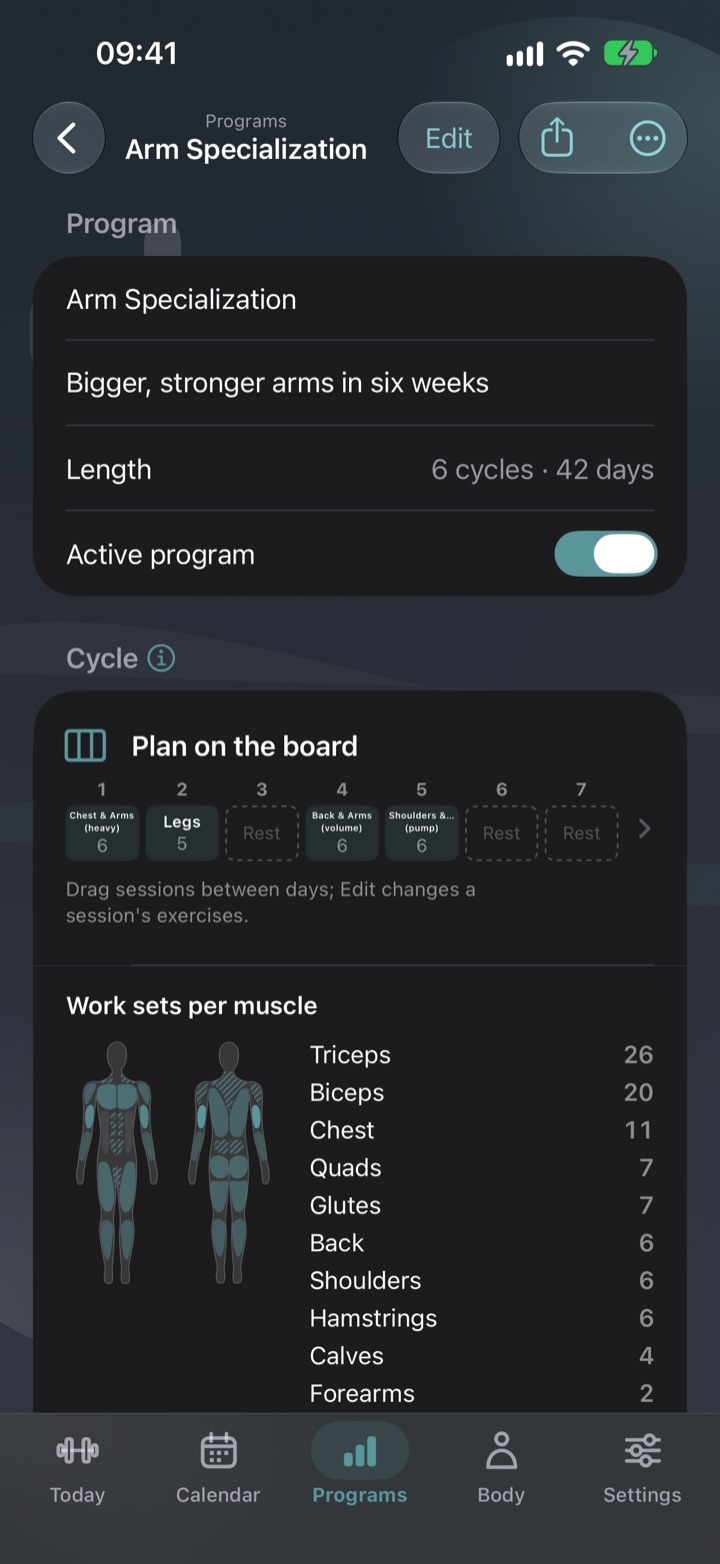 09:41
Programs
Arm Specialization
Edit
Program
Arm Specialization
Bigger, stronger arms in six weeks
Length 6 cycles · 42 days
Active program
Cycle
Plan on the board
1 2 3 4 5 6 7
Chest & Arms (heavy) 6
Legs 5
Rest
Back & Arms (volume) 6
Shoulders &... (pump) 6
Rest
Rest
Drag sessions between days; Edit changes a
session's exercises.
Work sets per muscle
Triceps 26
Biceps 20
Chest 11
Quads 7
Glutes 7
Back 6
Shoulders 6
Hamstrings 6
Calves 4
Forearms 2
Today Calendar Programs Body Settings